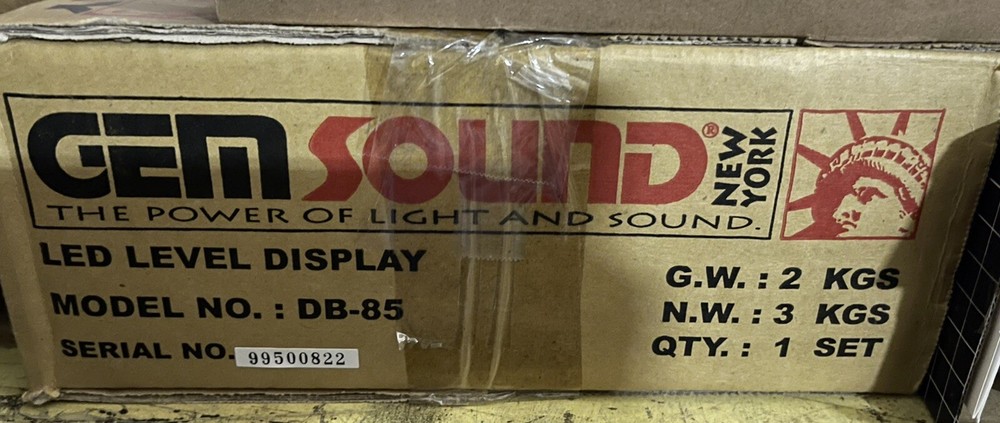 GEM SOUND® NEW YORK
THE POWER OF LIGHT AND SOUND.
LED LEVEL DISPLAY
MODEL NO. : DB-85
SERIAL NO. 99500822
G.W. : 2 KGS
N.W. : 3 KGS
QTY. : 1 SET